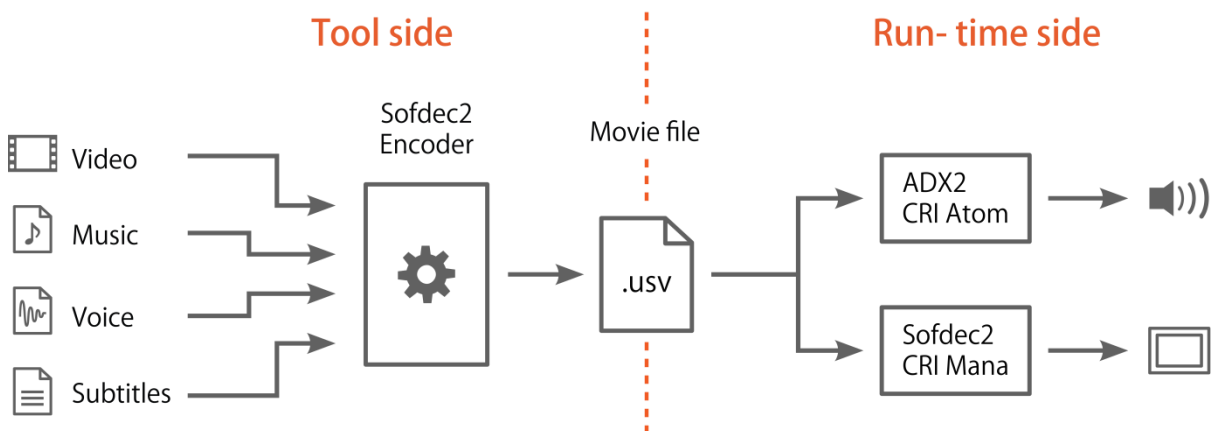 Tool side
Run- time side
Sofdec2
Encoder
Movie file
Video
Music
Voice
Subtitles
.usv
ADX2
CRI Atom
Sofdec2
CRI Mana